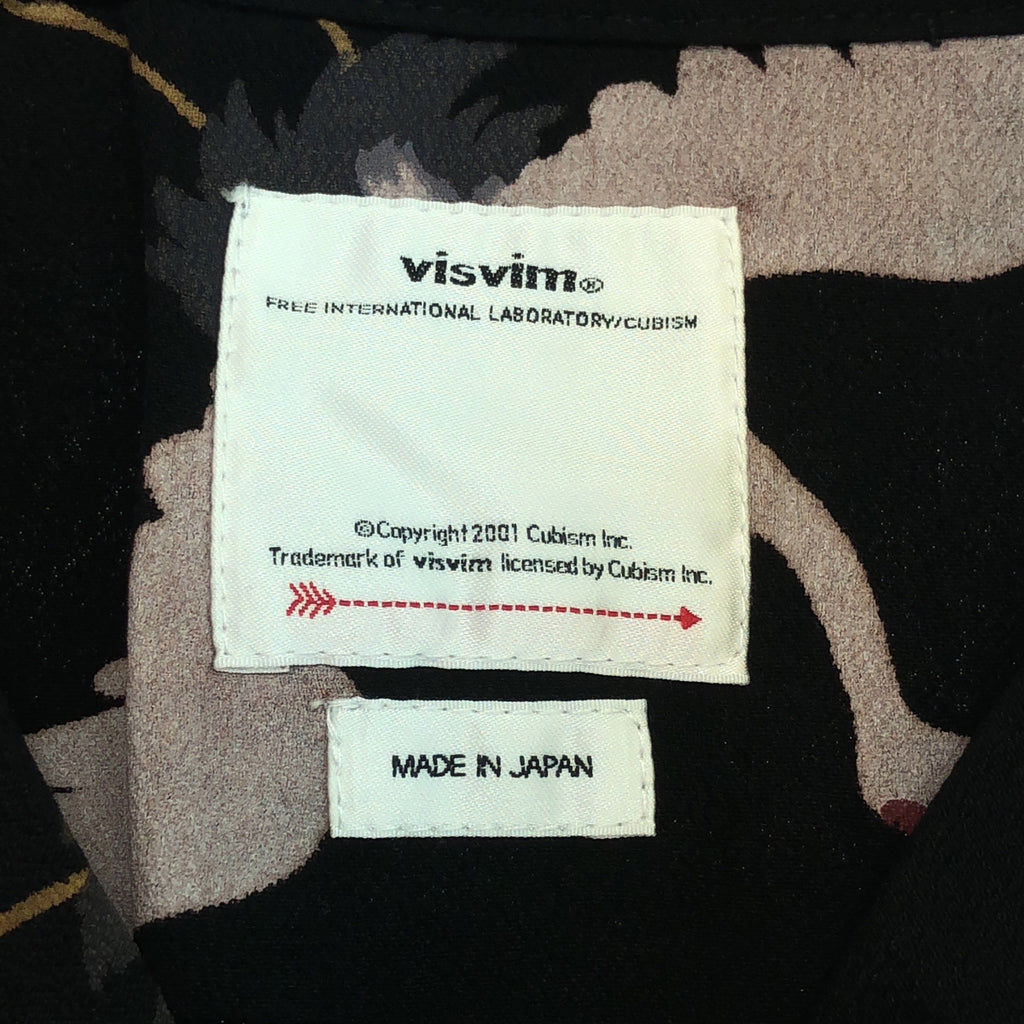 visvim®
FREE INTERNATIONAL LABORATORY/CUBISM
©Copyright 2001 Cubism Inc.
Trademark of visvim licensed by Cubism Inc.
MADE IN JAPAN